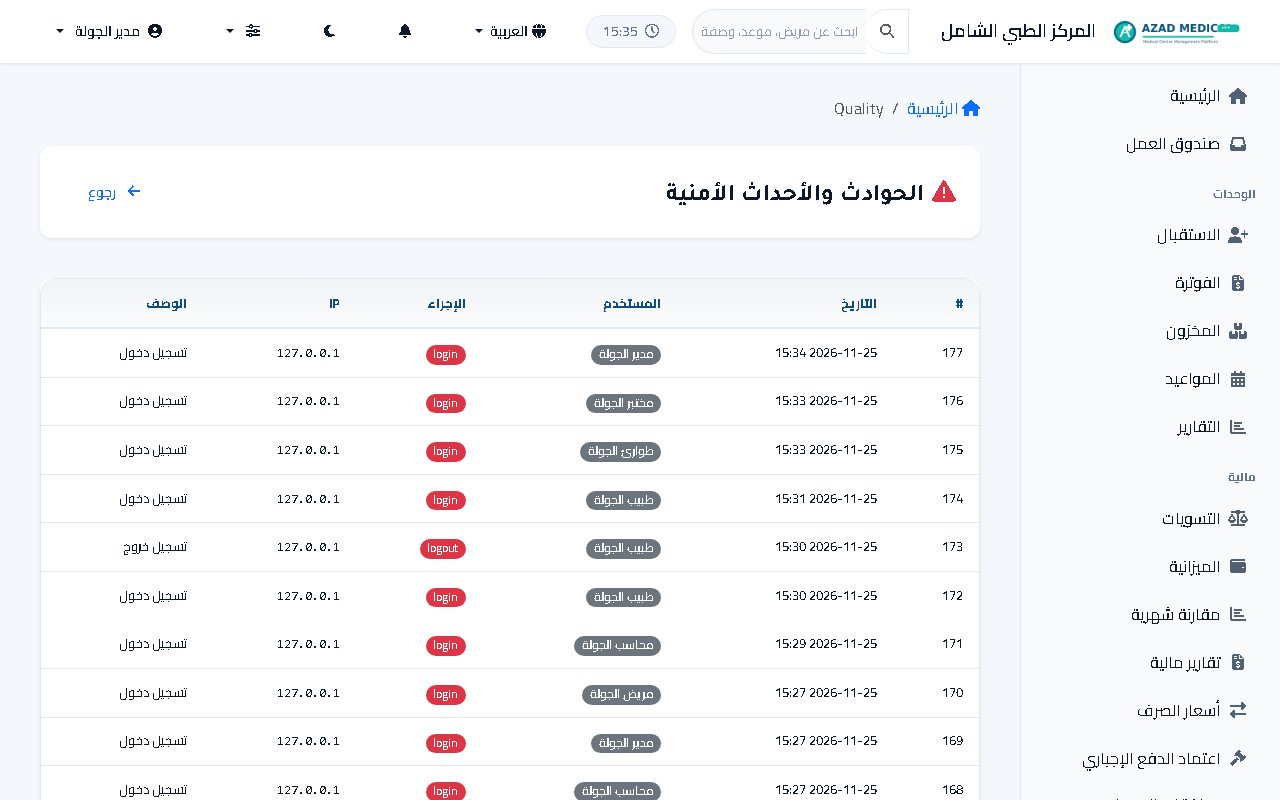 AZAD MEDIC
Medical Centre Management Platform
المركز الطبي الشامل
ابحث عن مريض، موعد، وصفة
15:35
العربية
مدير الجولة
الرئيسية
صندوق العمل
الوحدات
الاستقبال
الفوترة
المخزون
المواعيد
التقارير
مالية
التسويات
الميزانية
مقارنة شهرية
تقارير مالية
أسعار الصرف
اعتماد الدفع الإجباري
الرئيسية / Quality
الحوادث والأحداث الأمنية
رجوع
# التاريخ المستخدم الإجراء IP الوصف
177 2026-11-25 15:34 مدير الجولة login 127.0.0.1 تسجيل دخول
176 2026-11-25 15:33 مختبر الجولة login 127.0.0.1 تسجيل دخول
175 2026-11-25 15:33 طوارئ الجولة login 127.0.0.1 تسجيل دخول
174 2026-11-25 15:31 طبيب الجولة login 127.0.0.1 تسجيل دخول
173 2026-11-25 15:30 طبيب الجولة logout 127.0.0.1 تسجيل خروج
172 2026-11-25 15:30 طبيب الجولة login 127.0.0.1 تسجيل دخول
171 2026-11-25 15:29 محاسب الجولة login 127.0.0.1 تسجيل دخول
170 2026-11-25 15:27 مريض الجولة login 127.0.0.1 تسجيل دخول
169 2026-11-25 15:27 مدير الجولة login 127.0.0.1 تسجيل دخول
168 2026-11-25 15:27 محاسب الجولة login 127.0.0.1 تسجيل دخول